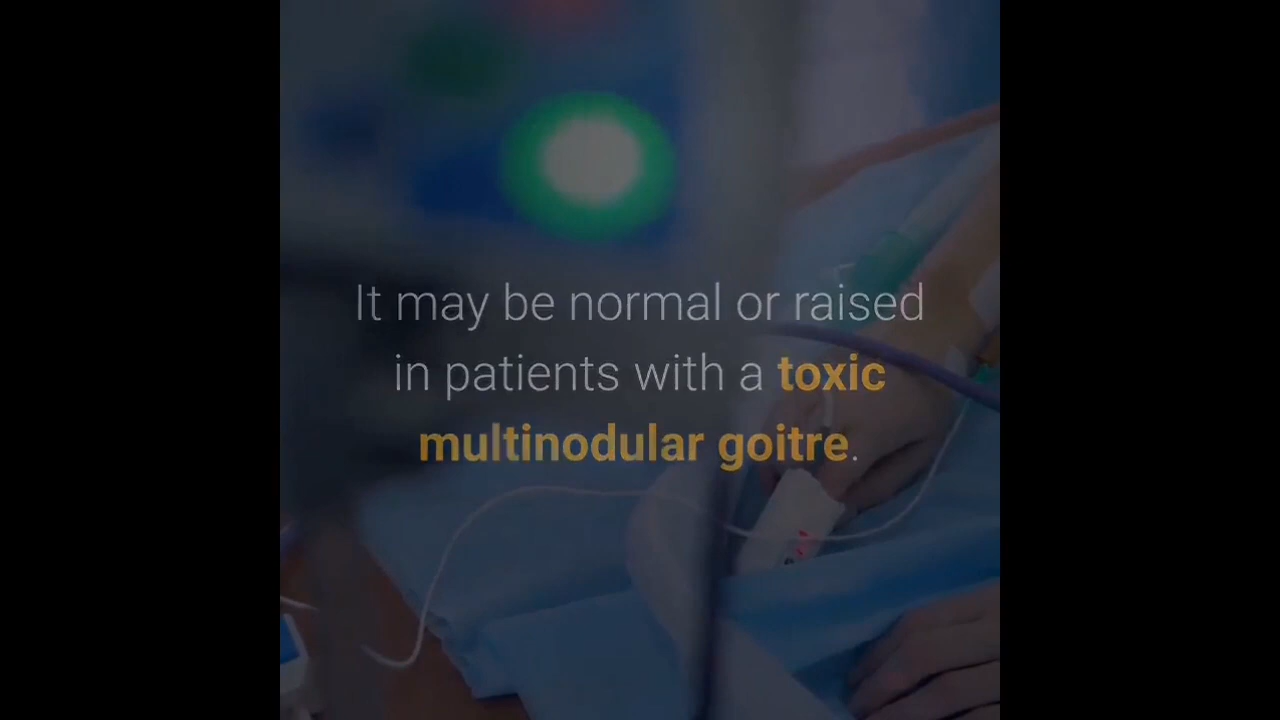 It may be normal or raised
in patients with a toxic
multinodular goitre.